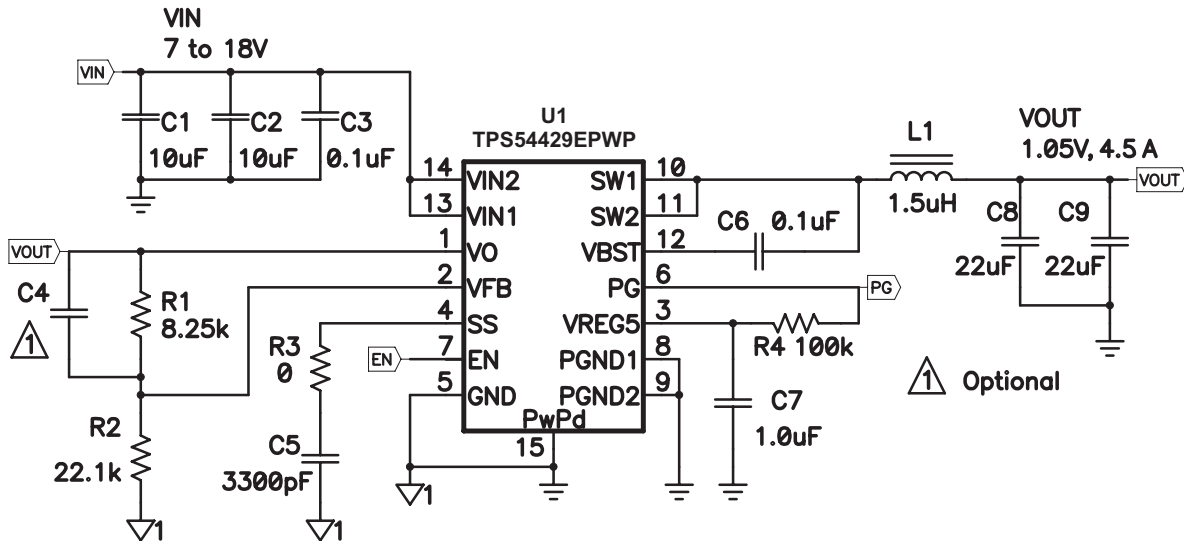 VIN
7 to 18V
VIN
C1
10uF
C2
10uF
C3
0.1uF
U1
TPS54429EPWP
14 VIN2
13 VIN1
1 VO
2 VFB
4 SS
7 EN
5 GND
PwPd
15
SW1 10
SW2 11
VBST 12
PG 6
VREG5 3
PGND1 8
PGND2 9
VOUT
C4
1
R1
8.25k
R2
22.1k
1
R3
0
C5
3300pF
1
EN
1
C6 0.1uF
L1
1.5uH
VOUT
1.05V, 4.5 A
VOUT
C8
22uF
C9
22uF
PG
R4 100k
C7
1.0uF
1 Optional